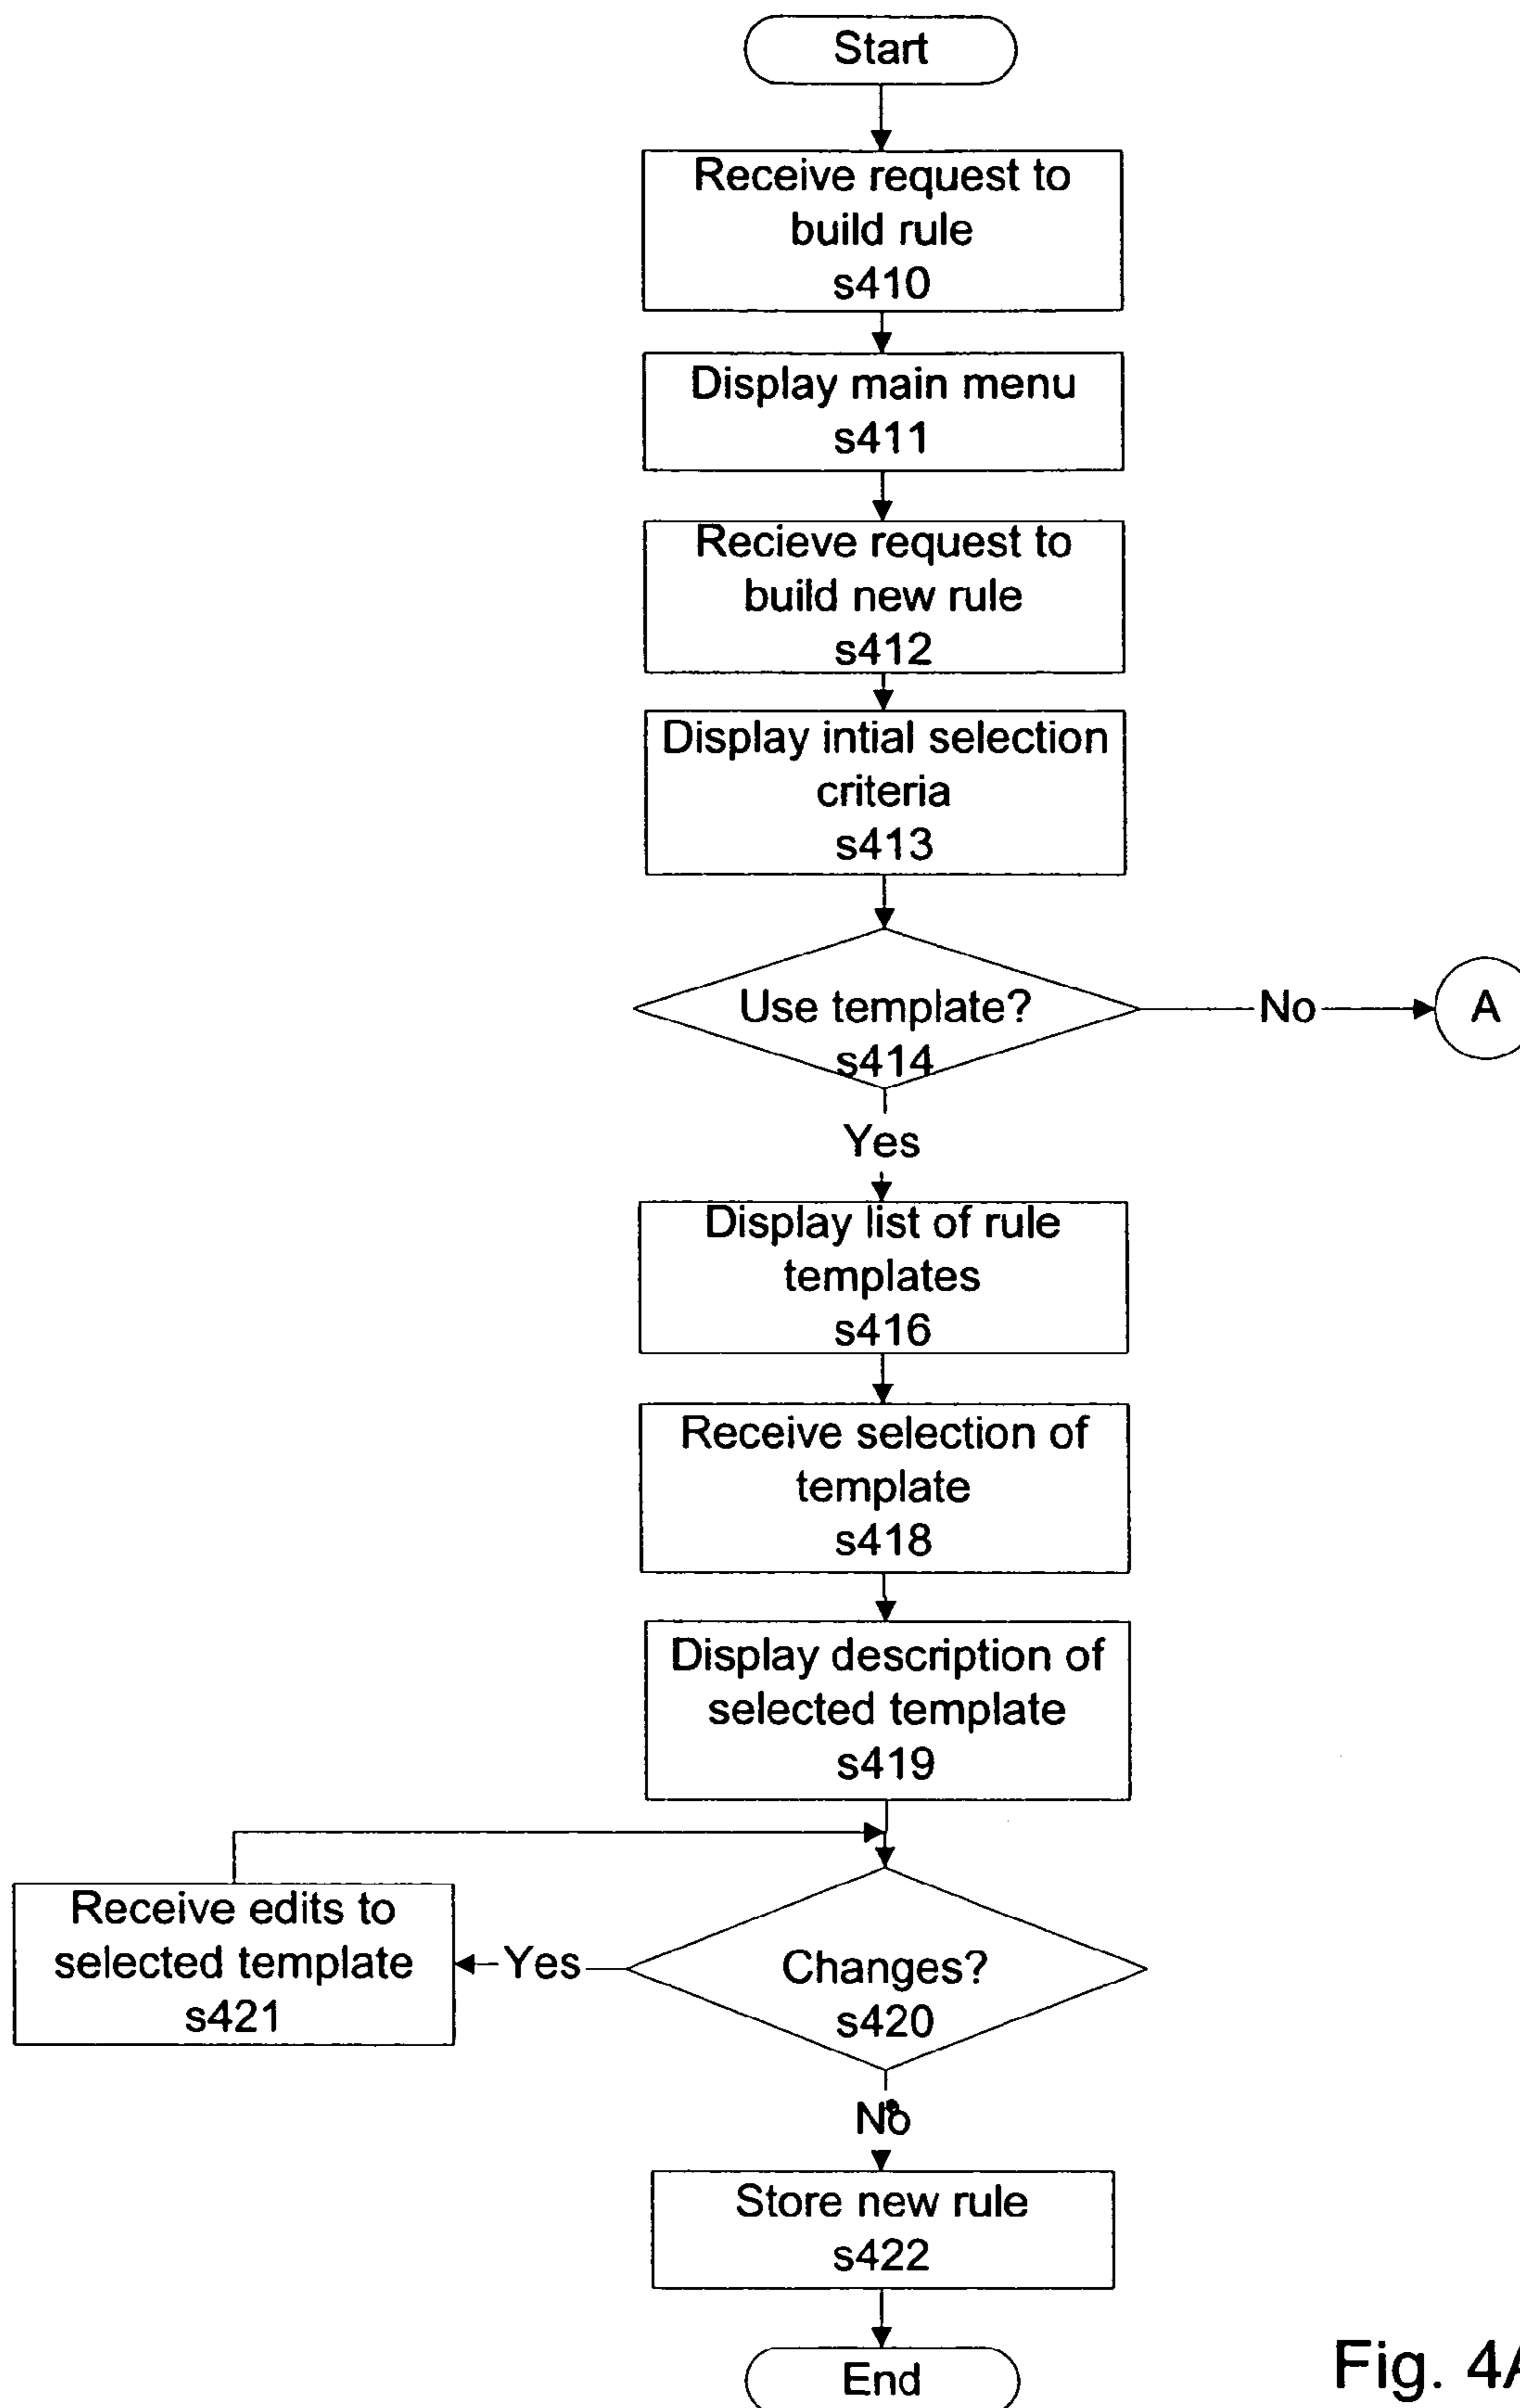 Start
Receive request to
build rule
s410
Display main menu
s411
Recieve request to
build new rule
s412
Display intial selection
criteria
s413
Use template?
s414
No
A
Yes
Display list of rule
templates
s416
Receive selection of
template
s418
Display description of
selected template
s419
Receive edits to
selected template
s421
Yes
Changes?
s420
No
Store new rule
s422
End
Fig. 4A